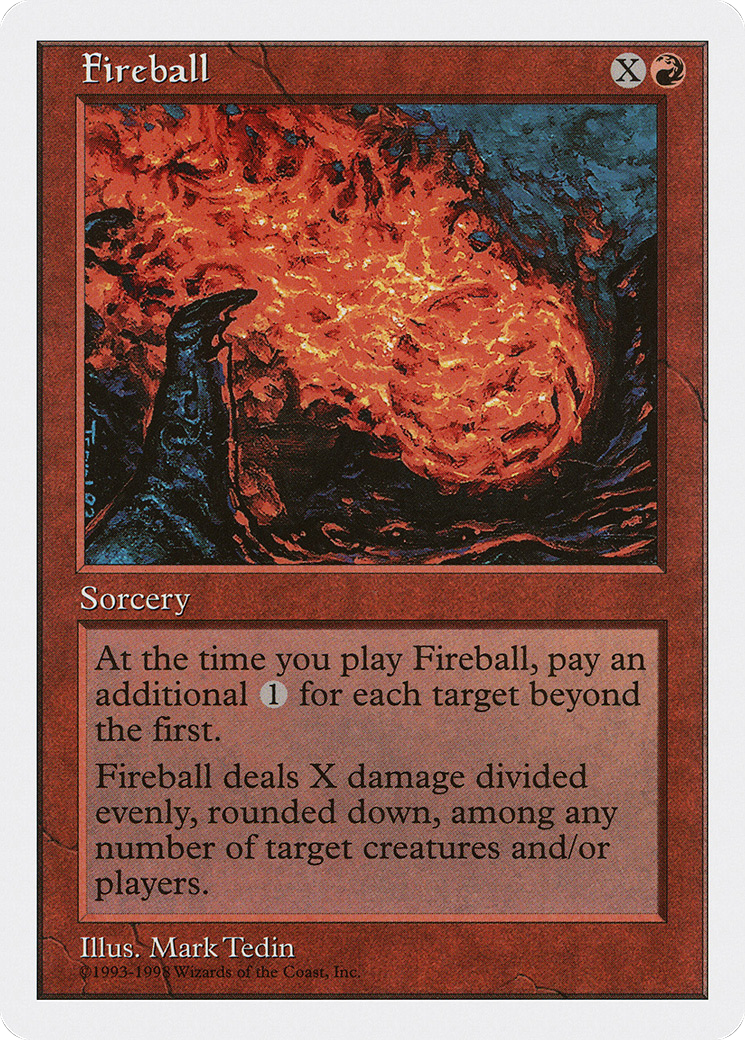 Fireball
X
Sorcery
At the time you play Fireball, pay an
additional 1 for each target beyond
the first.
Fireball deals X damage divided
evenly, rounded down, among any
number of target creatures and/or
players.
Illus. Mark Tedin
©1993-1998 Wizards of the Coast, Inc.